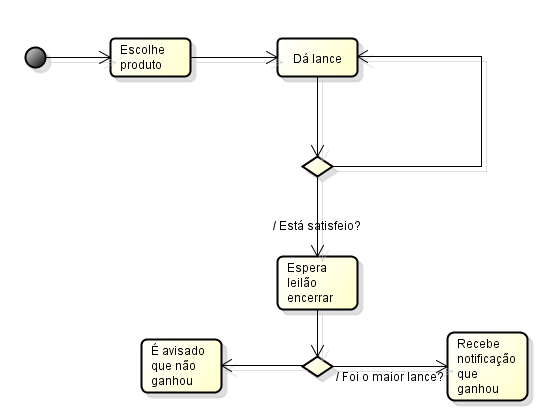 Escolhe
produto
Dá lance
/ Está satisfeio?
Espera
leilão
encerrar
É avisado
que não
ganhou
/ Foi o maior lance?
Recebe
notificação
que
ganhou